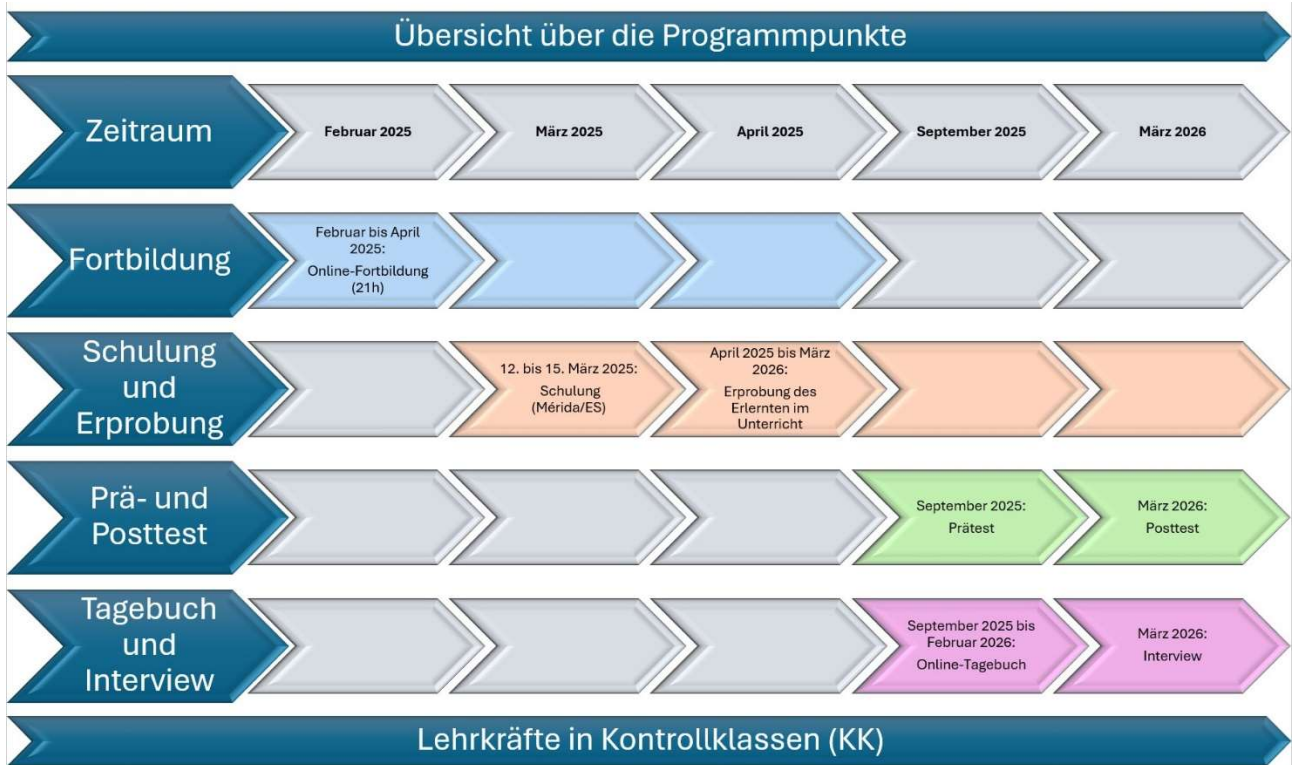 Übersicht über die Programmpunkte
Zeitraum
Februar 2025
März 2025
April 2025
September 2025
März 2026
Fortbildung
Februar bis April
2025:
Online-Fortbildung
(21h)
Schulung
und
Erprobung
12. bis 15. März 2025:
Schulung
(Mérida/ES)
April 2025 bis März
2026:
Erprobung des
Erlernten im
Unterricht
Prä- und
Posttest
September 2025:
Prätest
März 2026:
Posttest
Tagebuch
und
Interview
September 2025 bis
Februar 2026:
Online-Tagebuch
März 2026:
Interview
Lehrkräfte in Kontrollklassen (KK)